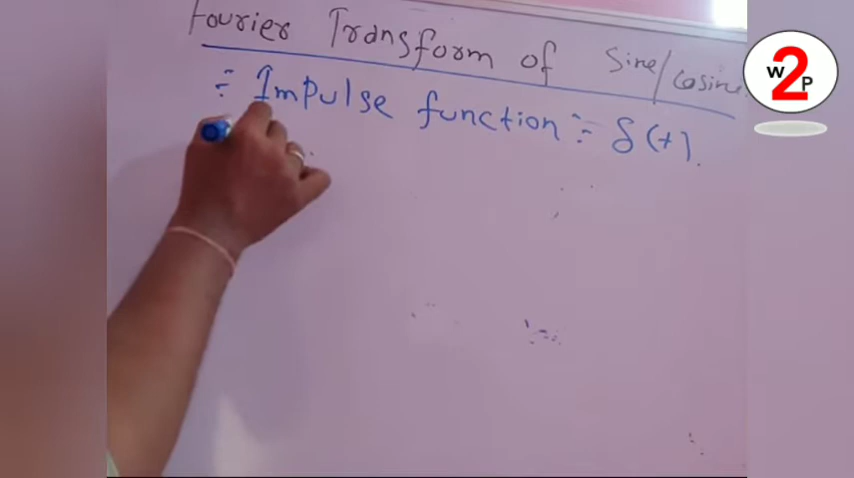 Fourier Transform of Sine/Cosine
÷ Impulse function ÷ δ(t).
W2P